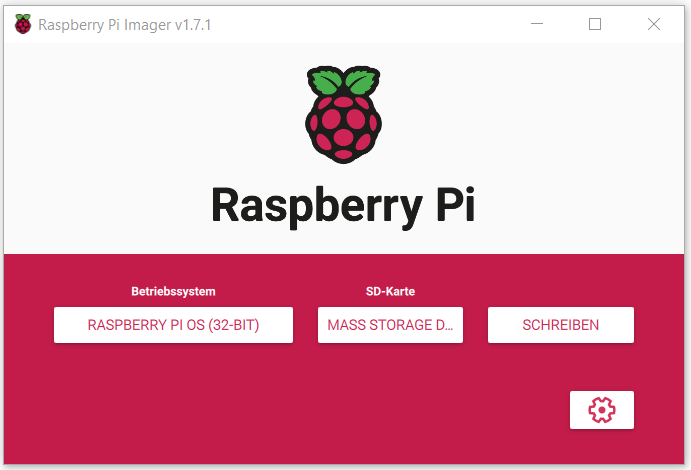 Raspberry Pi Imager v1.7.1
Raspberry Pi
Betriebssystem
SD-Karte
RASPBERRY PI OS (32-BIT)
MASS STORAGE D...
SCHREIBEN